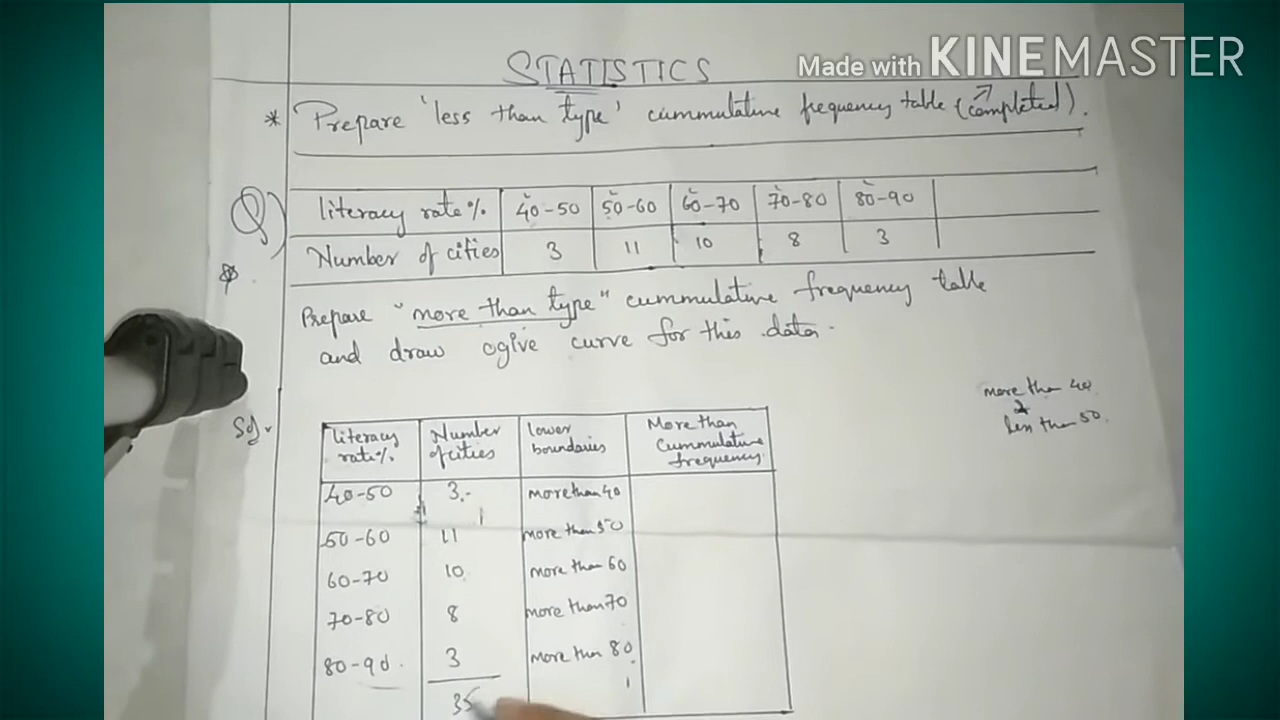 Made with KINEMASTER
STATISTICS
* Prepare 'less than type' cummulative frequency table (completed).
Q) literacy rate% 40-50 50-60 60-70 70-80 80-90
Number of cities 3 11 10 8 3
Prepare "more than type" cummulative frequency table
and draw ogive curve for this data.
more than 40
less than 50.
Sol.
literacy rate% Number of cities lower boundaries More than cummulative frequency.
40-50 3 more than 40
50-60 11 more than 50
60-70 10 more than 60
70-80 8 more than 70
80-90 3 more than 80
35